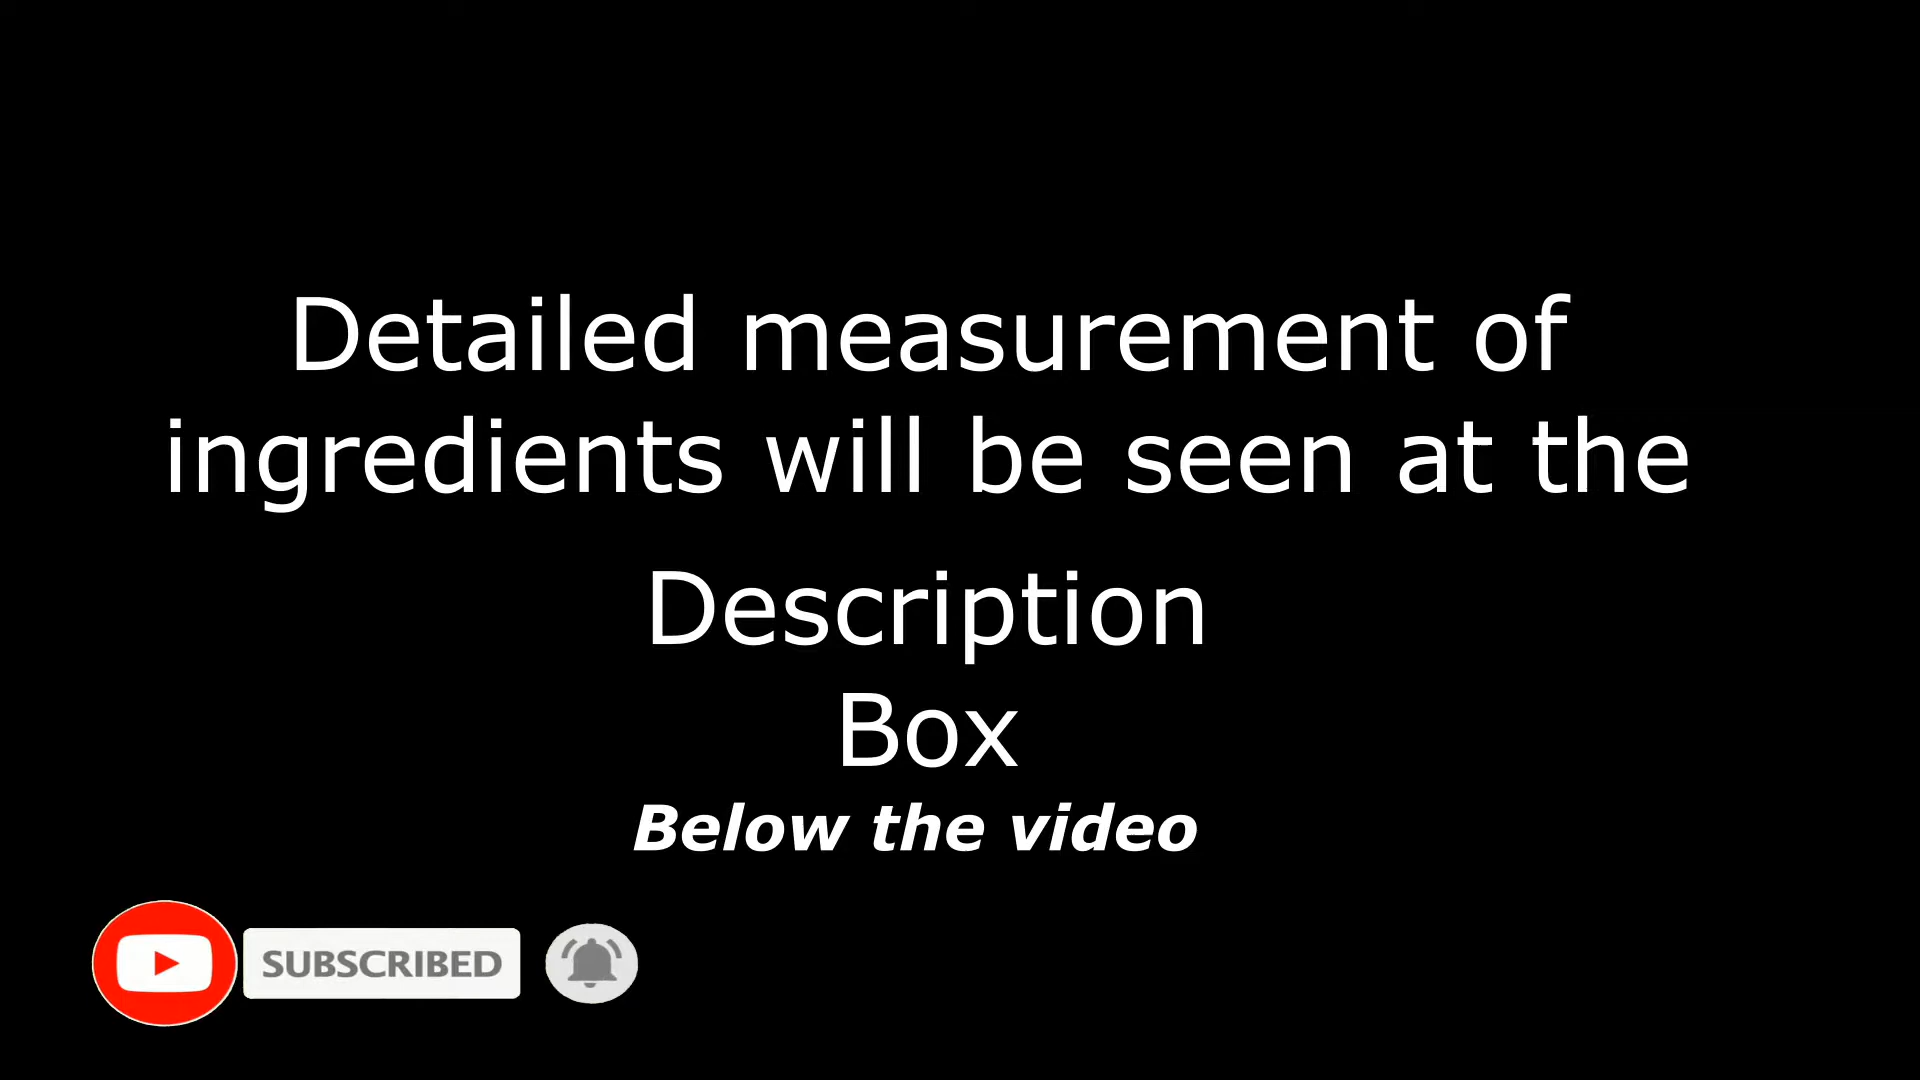 Detailed measurement of
ingredients will be seen at the
Description
Box
Below the video
SUBSCRIBED